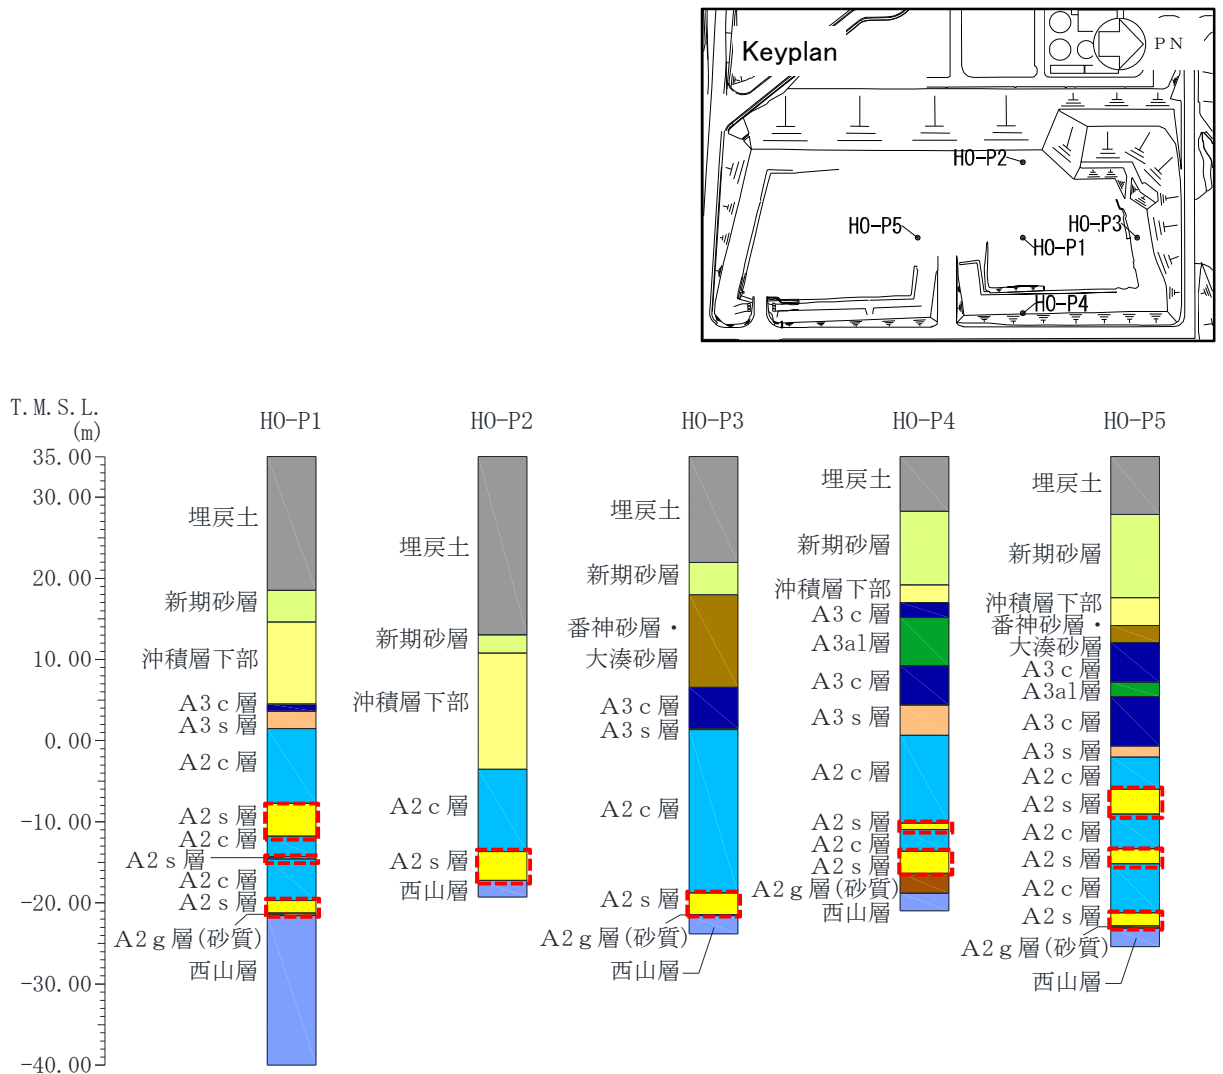 Keyplan
PN
HO-P2
HO-P5
HO-P3
HO-P1
HO-P4
T.M.S.L.
(m)
35.00
30.00
20.00
10.00
0.00
-10.00
-20.00
-30.00
-40.00
HO-P1
埋戻土
新期砂層
沖積層下部
A3c層
A3s層
A2c層
A2s層
A2c層
A2s層
A2c層
A2s層
A2g層(砂質)
西山層
HO-P2
埋戻土
新期砂層
沖積層下部
A2c層
A2s層
西山層
HO-P3
埋戻土
新期砂層
番神砂層・
大湊砂層
A3c層
A3s層
A2c層
A2s層
A2g層(砂質)
西山層
HO-P4
埋戻土
新期砂層
沖積層下部
A3c層
A3al層
A3c層
A3s層
A2c層
A2s層
A2c層
A2s層
A2g層(砂質)
西山層
HO-P5
埋戻土
新期砂層
沖積層下部
番神砂層・
大湊砂層
A3c層
A3al層
A3c層
A3s層
A2c層
A2s層
A2c層
A2s層
A2c層
A2s層
A2g層(砂質)
西山層